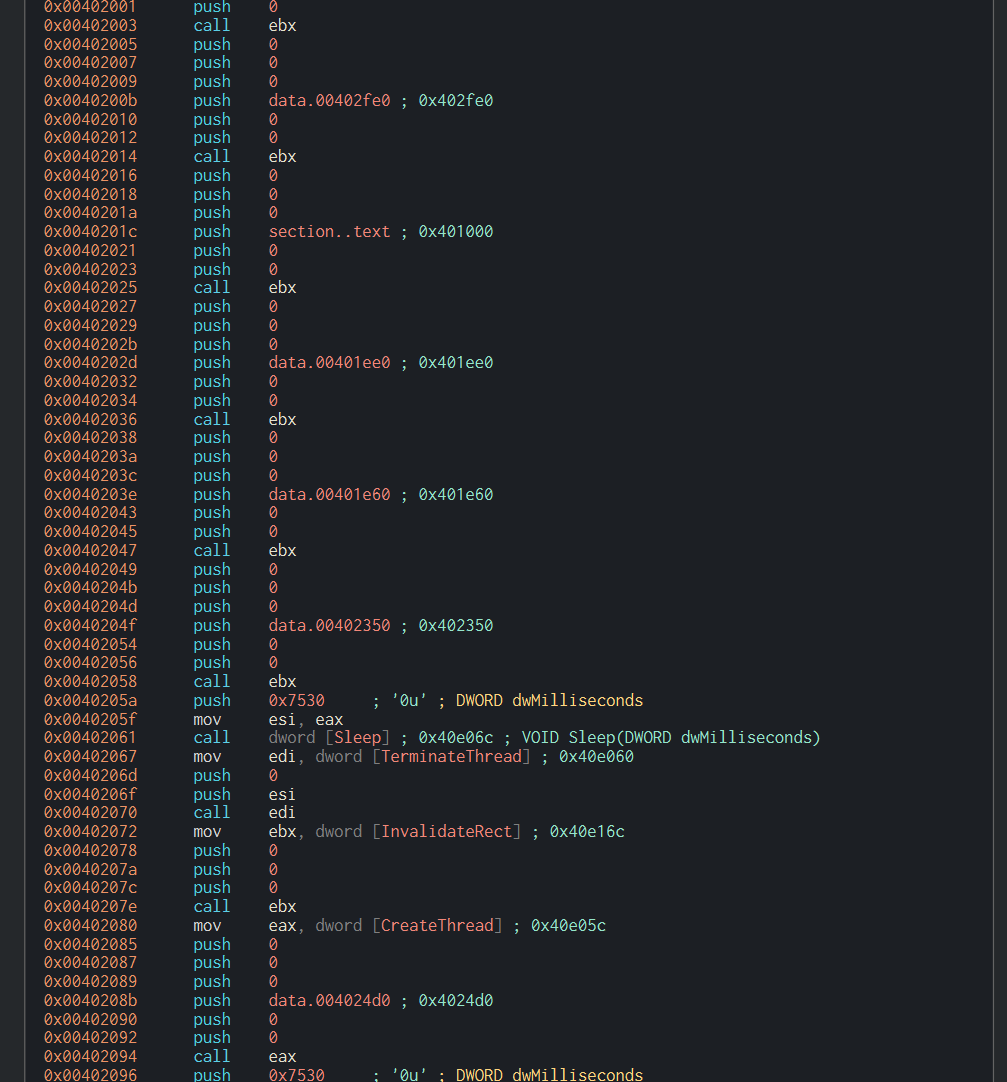 0x00402001 push 0
0x00402003 call ebx
0x00402005 push 0
0x00402007 push 0
0x00402009 push 0
0x0040200b push data.00402fe0 ; 0x402fe0
0x00402010 push 0
0x00402012 push 0
0x00402014 call ebx
0x00402016 push 0
0x00402018 push 0
0x0040201a push 0
0x0040201c push section..text ; 0x401000
0x00402021 push 0
0x00402023 push 0
0x00402025 call ebx
0x00402027 push 0
0x00402029 push 0
0x0040202b push 0
0x0040202d push data.00401ee0 ; 0x401ee0
0x00402032 push 0
0x00402034 push 0
0x00402036 call ebx
0x00402038 push 0
0x0040203a push 0
0x0040203c push 0
0x0040203e push data.00401e60 ; 0x401e60
0x00402043 push 0
0x00402045 push 0
0x00402047 call ebx
0x00402049 push 0
0x0040204b push 0
0x0040204d push 0
0x0040204f push data.00402350 ; 0x402350
0x00402054 push 0
0x00402056 push 0
0x00402058 call ebx
0x0040205a push 0x7530 ; '0u' ; DWORD dwMilliseconds
0x0040205f mov esi, eax
0x00402061 call dword [Sleep] ; 0x40e06c ; VOID Sleep(DWORD dwMilliseconds)
0x00402067 mov edi, dword [TerminateThread] ; 0x40e060
0x0040206d push 0
0x0040206f push esi
0x00402070 call edi
0x00402072 mov ebx, dword [InvalidateRect] ; 0x40e16c
0x00402078 push 0
0x0040207a push 0
0x0040207c push 0
0x0040207e call ebx
0x00402080 mov eax, dword [CreateThread] ; 0x40e05c
0x00402085 push 0
0x00402087 push 0
0x00402089 push 0
0x0040208b push data.004024d0 ; 0x4024d0
0x00402090 push 0
0x00402092 push 0
0x00402094 call eax
0x00402096 push 0x7530 ; '0u' ; DWORD dwMilliseconds